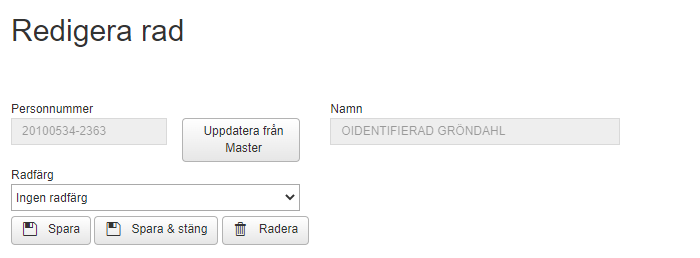 Redigera rad
Personnummer
Namn
20100534-2363
Uppdatera från
Master
OIDENTIFIERAD GRÖNDAHL
Radfärg
Ingen radfärg
Spara
Spara & stäng
Radera